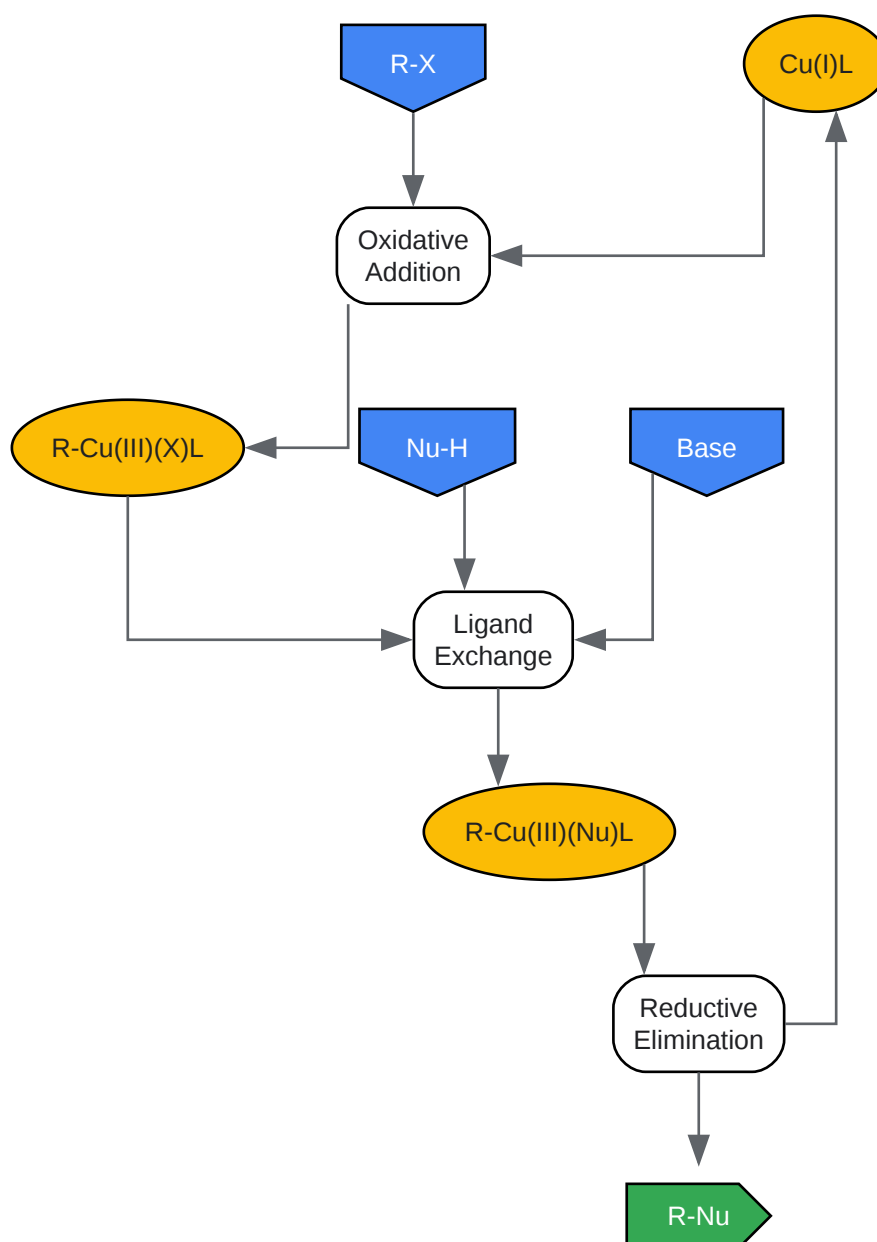 R-X
Cu(I)L
Oxidative
Addition
R-Cu(III)(X)L
Nu-H
Base
Ligand
Exchange
R-Cu(III)(Nu)L
Reductive
Elimination
R-Nu